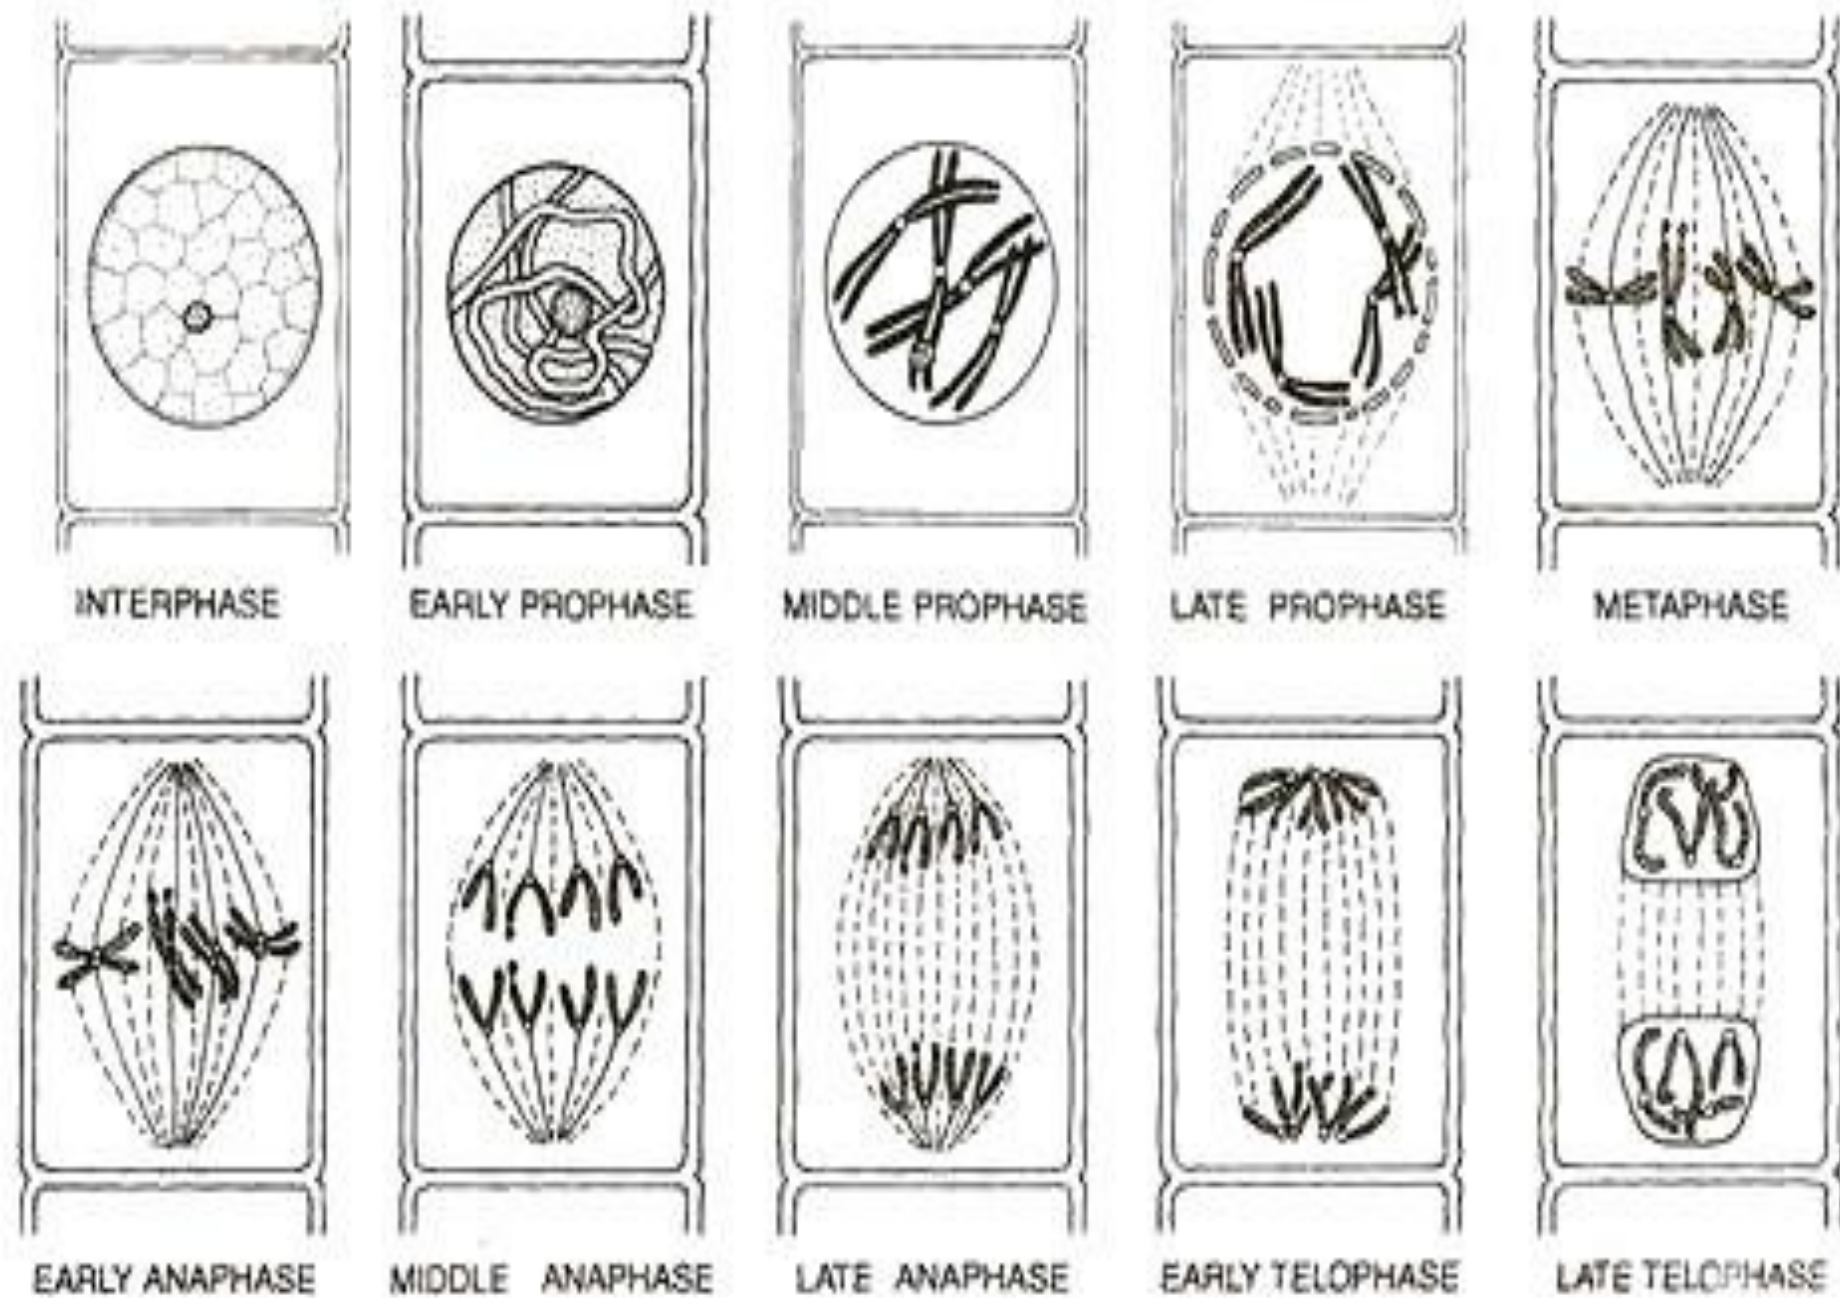 INTERPHASE
EARLY PROPHASE
MIDDLE PROPHASE
LATE PROPHASE
METAPHASE
EARLY ANAPHASE
MIDDLE ANAPHASE
LATE ANAPHASE
EARLY TELOPHASE
LATE TELOPHASE